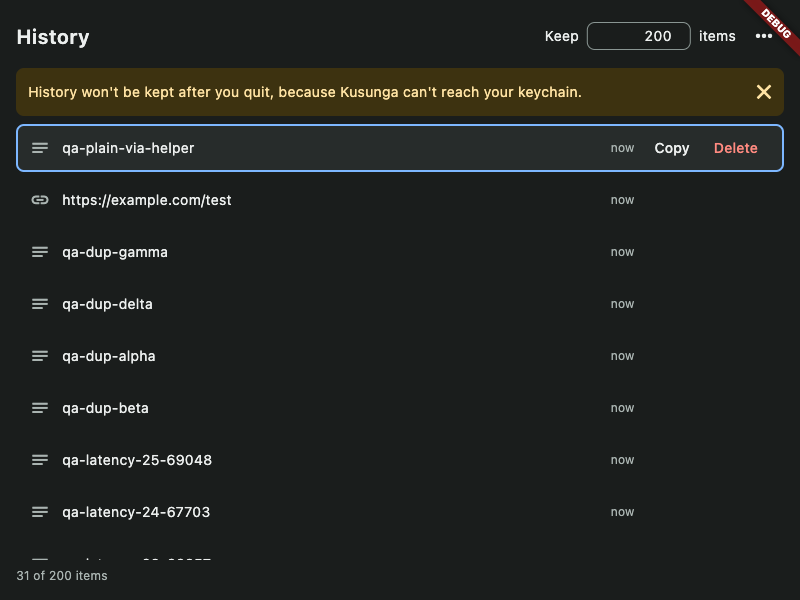 History
Keep 200 items •••
DEBUG
History won't be kept after you quit, because Kusunga can't reach your keychain.
qa-plain-via-helper now Copy Delete
https://example.com/test now
qa-dup-gamma now
qa-dup-delta now
qa-dup-alpha now
qa-dup-beta now
qa-latency-25-69048 now
qa-latency-24-67703 now
31 of 200 items